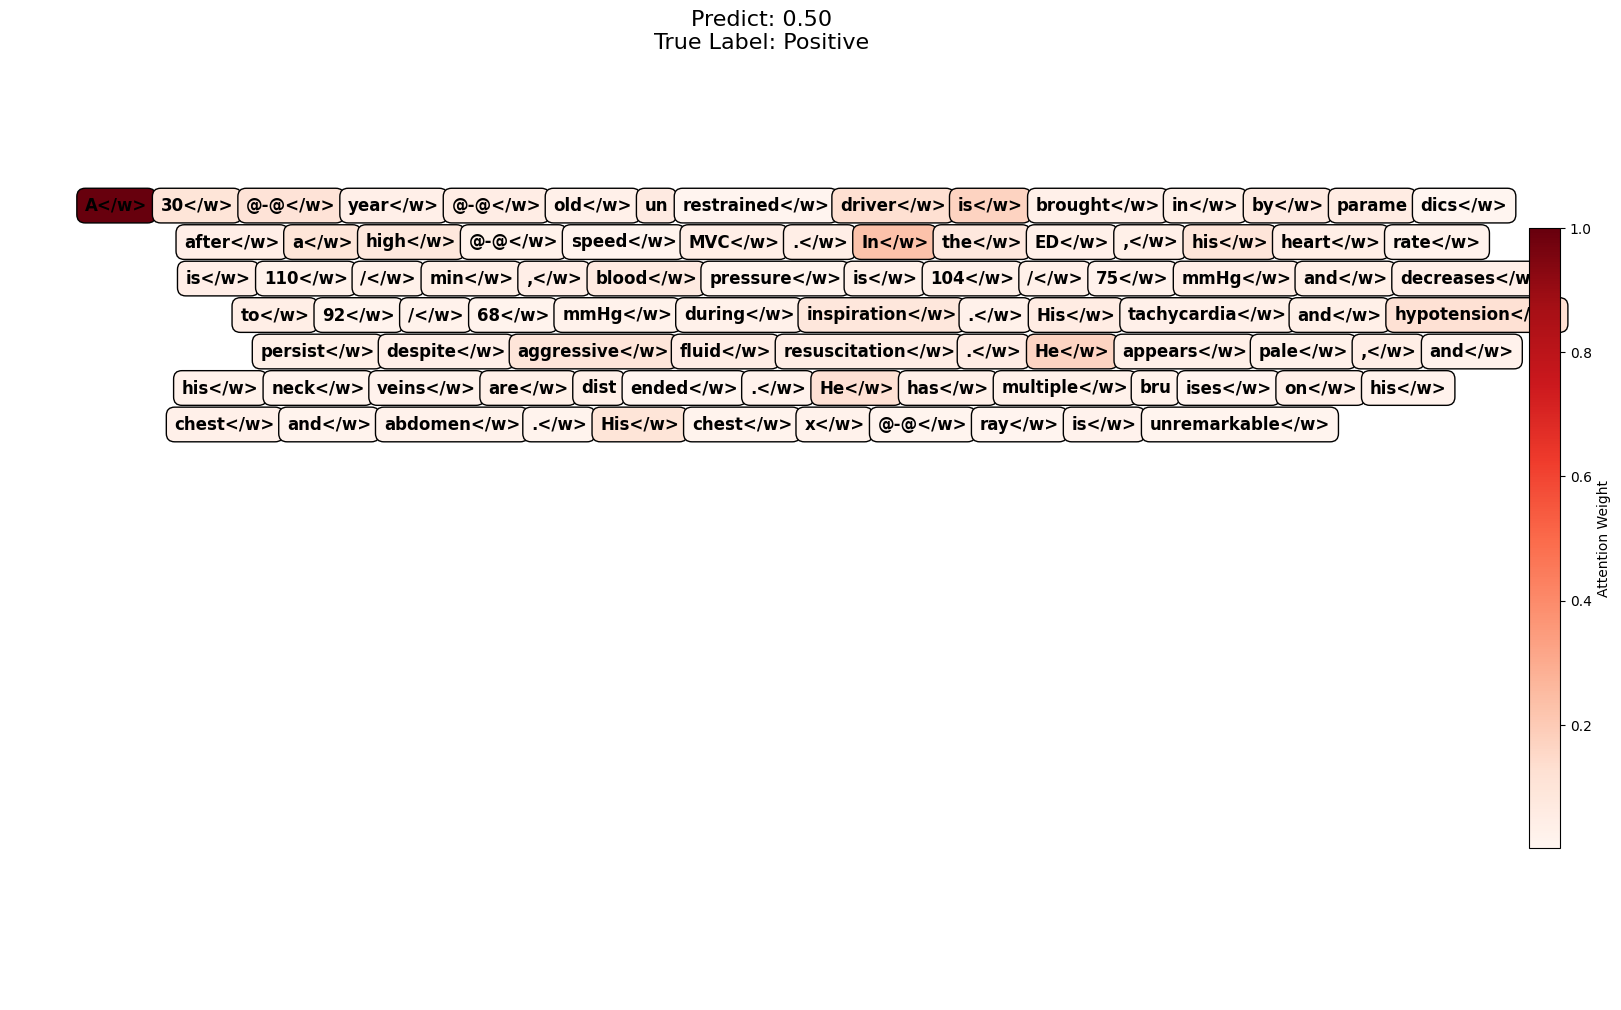 Predict: 0.50
True Label: Positive
A</w> 30</w> @-@</w> year</w> @-@</w> old</w> un restrained</w> driver</w> is</w> brought</w> in</w> by</w> parame dics</w>
after</w> a</w> high</w> @-@</w> speed</w> MVC</w> .</w> In</w> the</w> ED</w> ,</w> his</w> heart</w> rate</w>
is</w> 110</w> /</w> min</w> ,</w> blood</w> pressure</w> is</w> 104</w> /</w> 75</w> mmHg</w> and</w> decreases</w
to</w> 92</w> /</w> 68</w> mmHg</w> during</w> inspiration</w> .</w> His</w> tachycardia</w> and</w> hypotension</
persist</w> despite</w> aggressive</w> fluid</w> resuscitation</w> .</w> He</w> appears</w> pale</w> ,</w> and</w>
his</w> neck</w> veins</w> are</w> dist ended</w> .</w> He</w> has</w> multiple</w> bru ises</w> on</w> his</w>
chest</w> and</w> abdomen</w> .</w> His</w> chest</w> x</w> @-@</w> ray</w> is</w> unremarkable</w>
1.0
0.8
0.6
0.4
0.2
Attention Weight